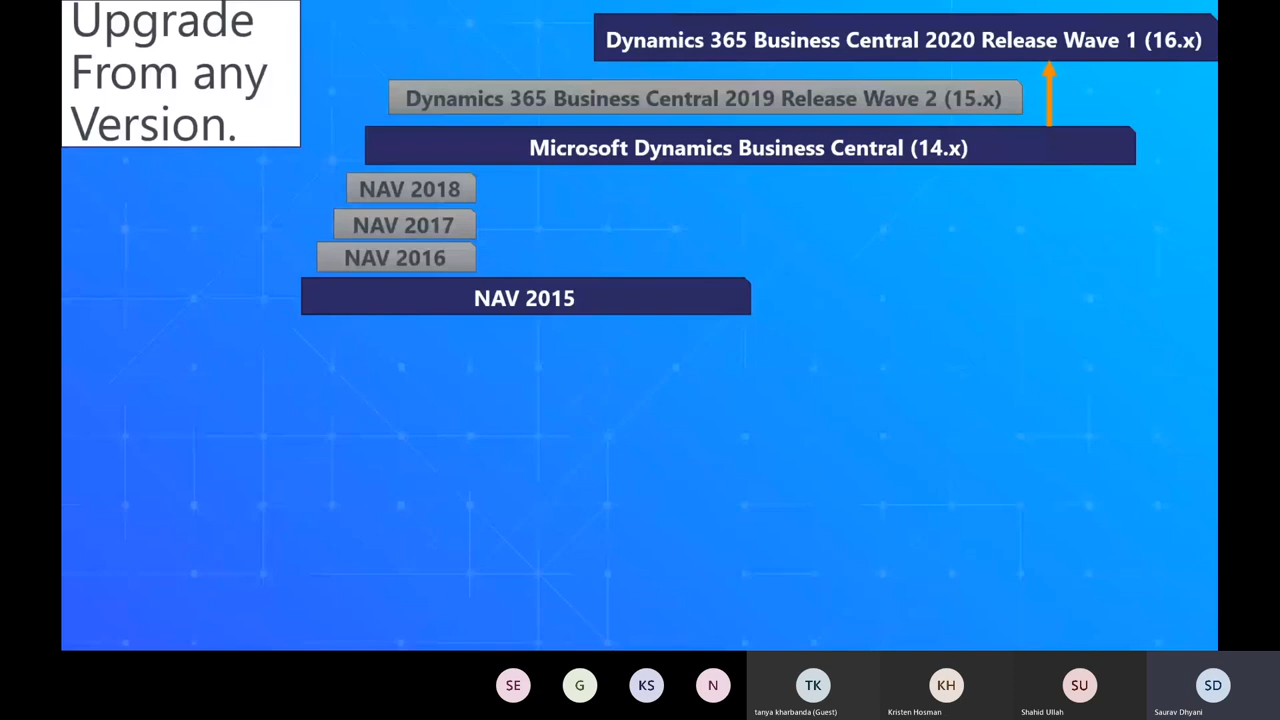 Upgrade
From any
Version.
Dynamics 365 Business Central 2020 Release Wave 1 (16.x)
Dynamics 365 Business Central 2019 Release Wave 2 (15.x)
Microsoft Dynamics Business Central (14.x)
NAV 2018
NAV 2017
NAV 2016
NAV 2015
SE
G
KS
N
TK
KH
SU
SD
tanya kharbanda (Guest)
Kristen Hosman
Shahid Ullah
Saurav Dhyani